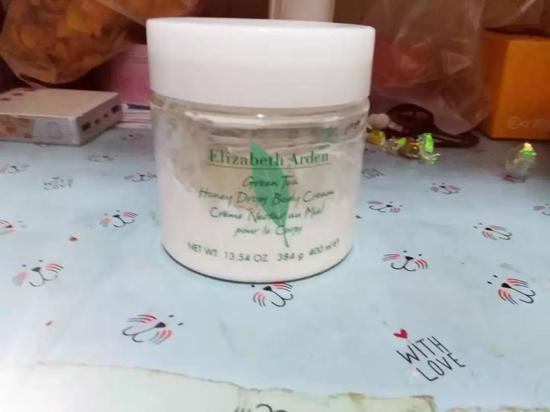 Elizabeth Arden
Green Tea
Honey Drops Body Cream
Crème Nectar au Miel
pour le Corps
NET WT. 13.54 OZ. 384 g 400 ml e
WITH
LOVE